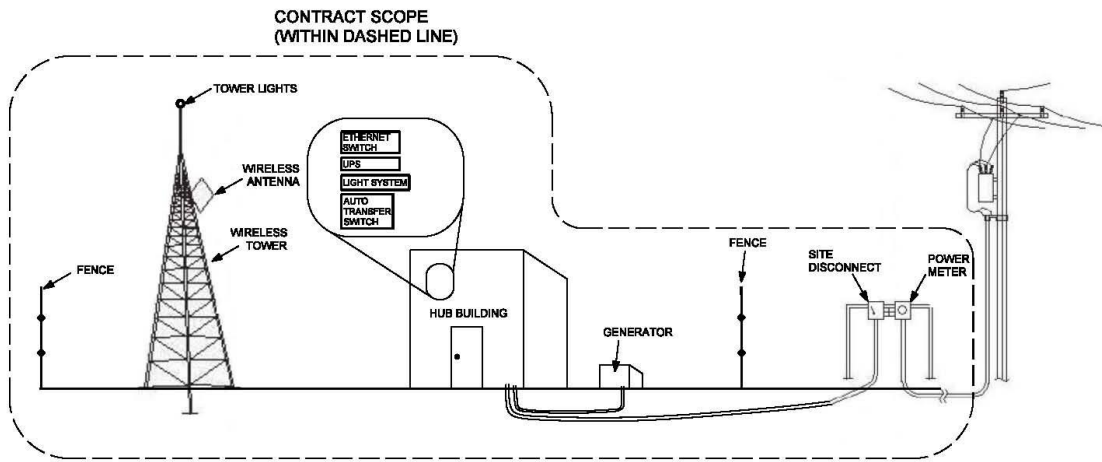 CONTRACT SCOPE
(WITHIN DASHED LINE)
TOWER LIGHTS
ETHERNET
SWITCH
UPS
LIGHT SYSTEM
AUTO
TRANSFER
SWITCH
WIRELESS
ANTENNA
WIRELESS
TOWER
FENCE
HUB BUILDING
GENERATOR
FENCE
SITE
DISCONNECT
POWER
METER